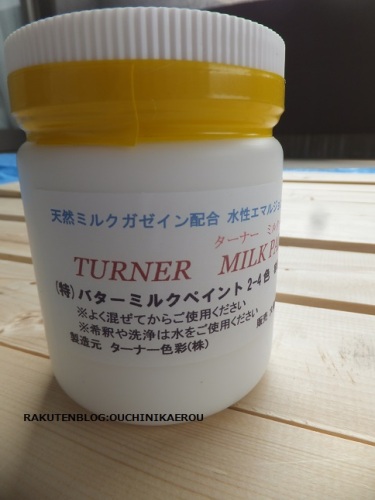 天然ミルクガゼイン配合 水性エマルジ
ターナー ミル
TURNER MILK PA
(特)バターミルクペイント 2-4色
※よく混ぜてからご使用ください
※希釈や洗浄は水をご使用ください
製造元 ターナー色彩(株) 販売
RAKUTENBLOG:OUCHINIKAEROU